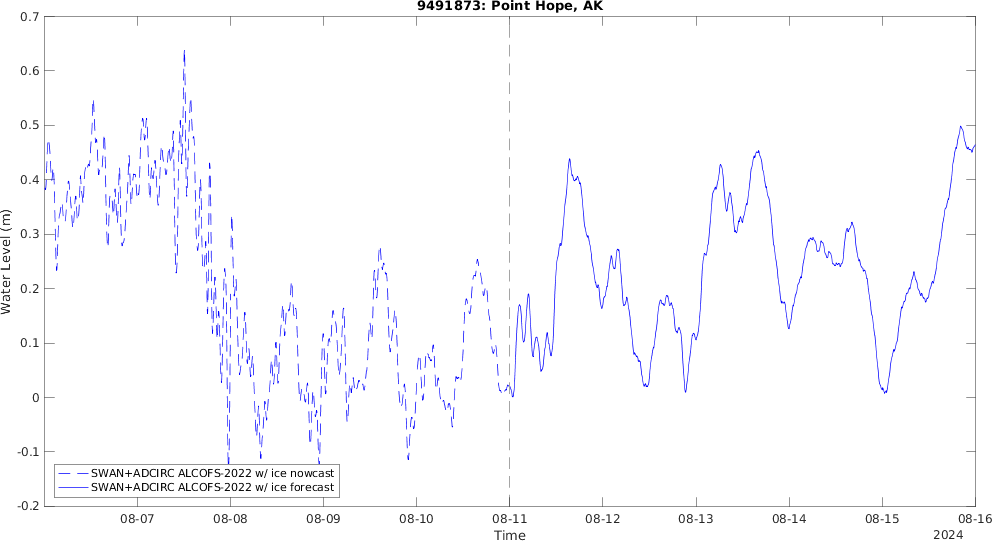 9491873: Point Hope, AK
0.7
0.6
0.5
0.4
0.3
0.2
0.1
0
-0.1
-0.2
Water Level (m)
SWAN+ADCIRC ALCOFS-2022 w/ ice nowcast
SWAN+ADCIRC ALCOFS-2022 w/ ice forecast
08-07 08-08 08-09 08-10 08-11 08-12 08-13 08-14 08-15 08-16
Time
2024